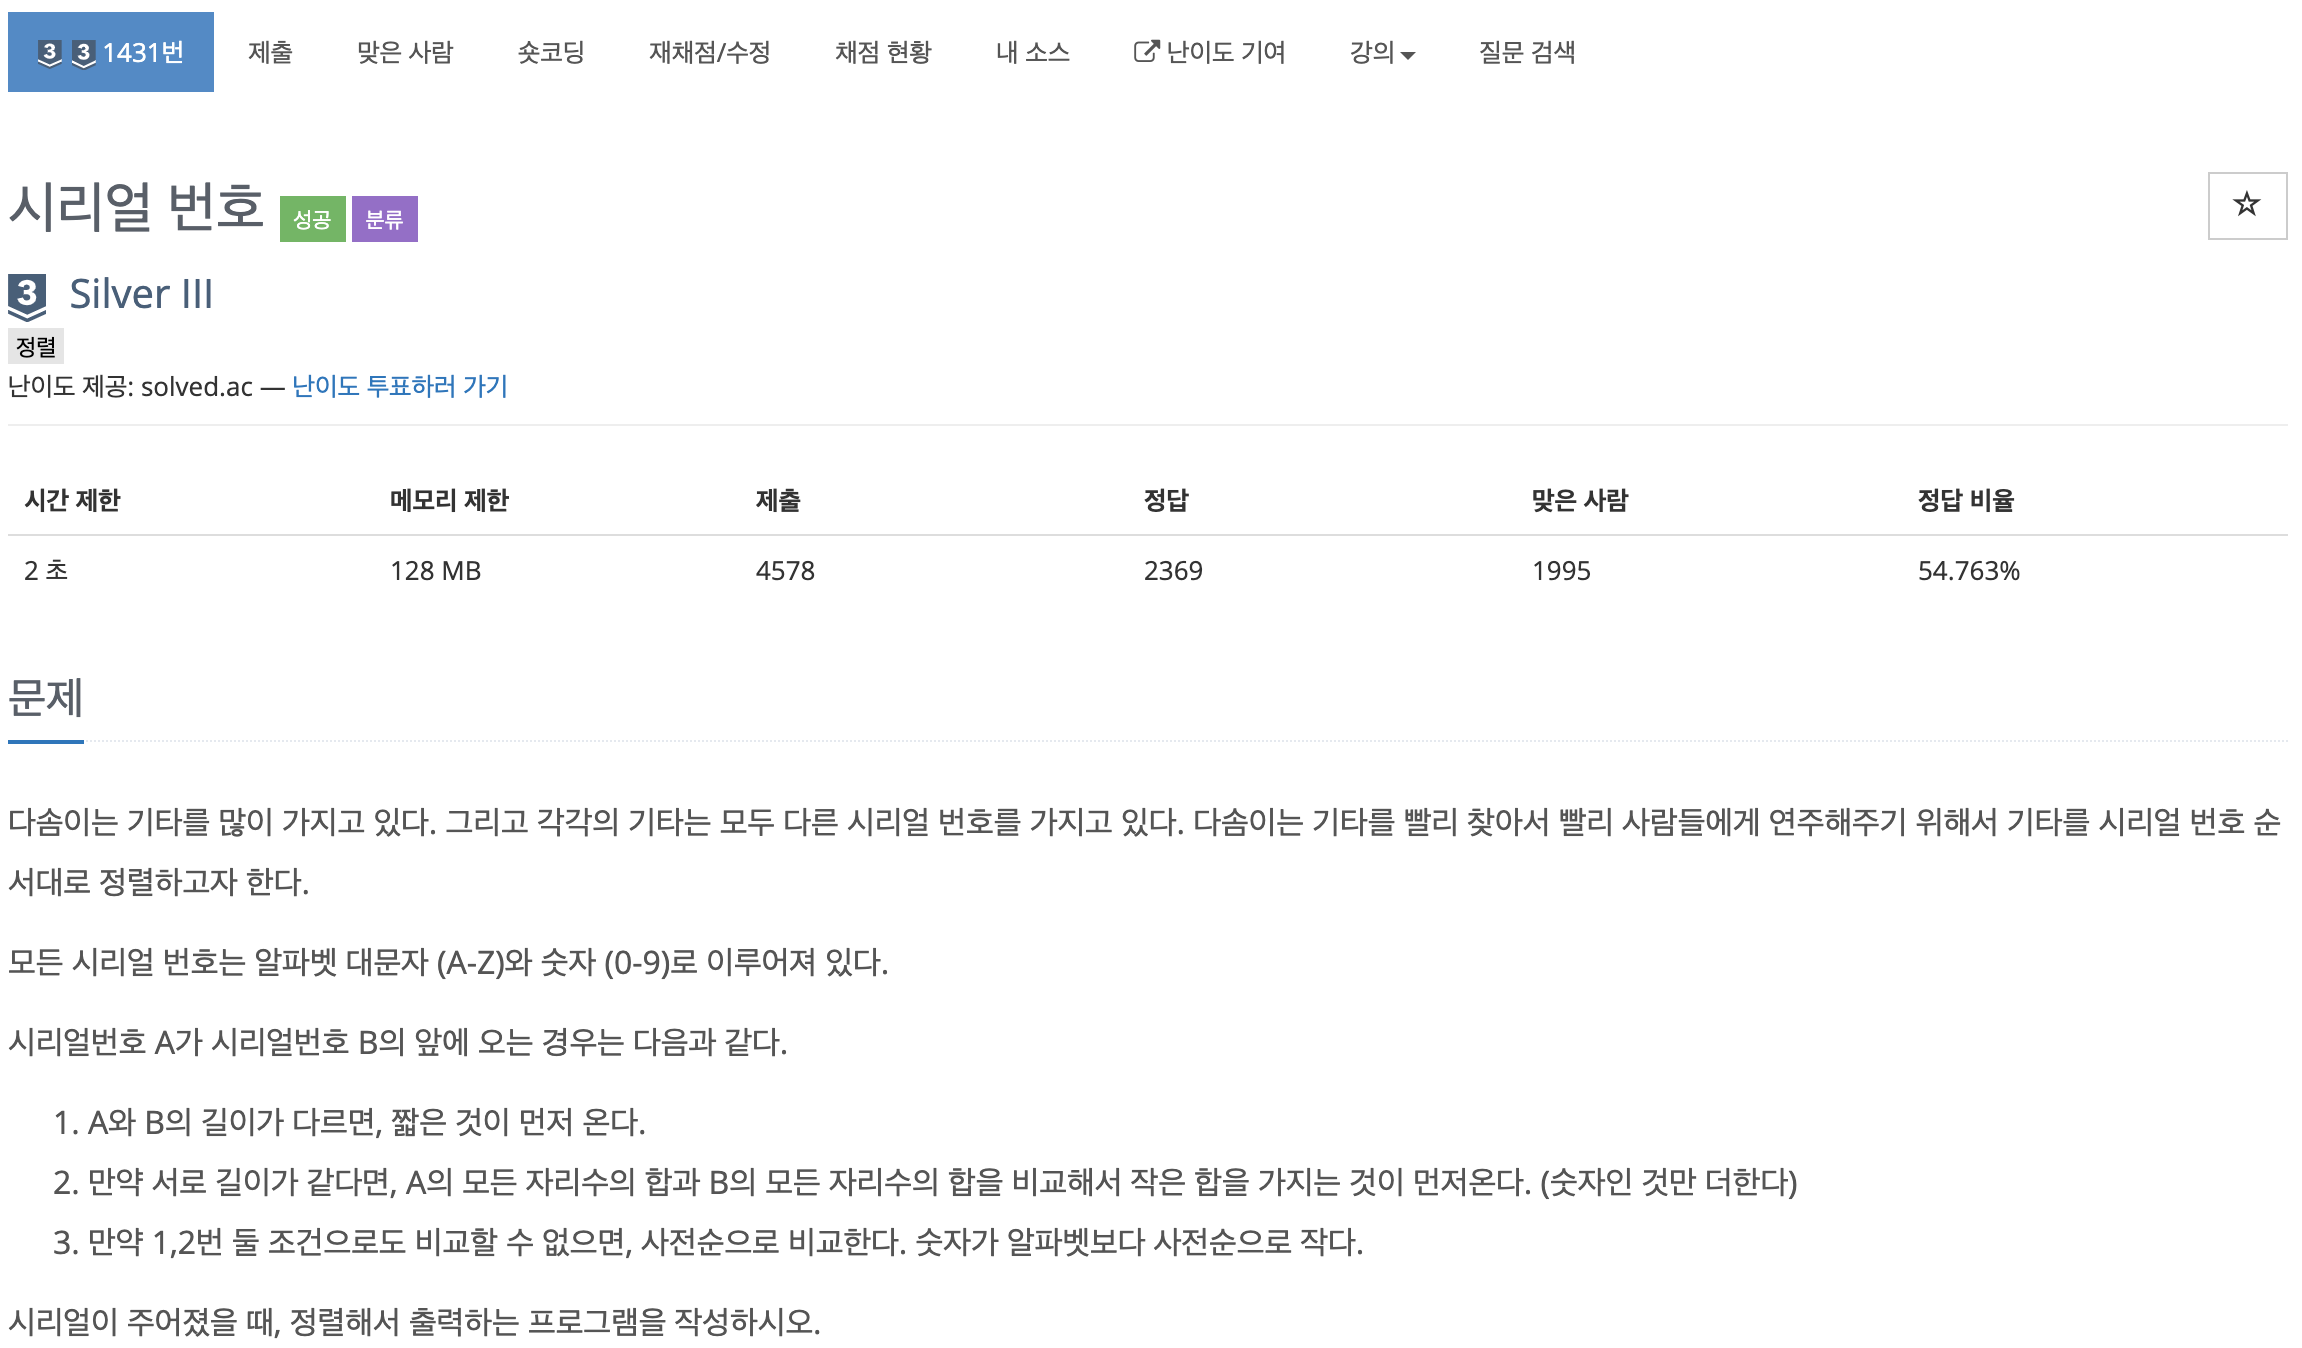 3 3 1431번 제출 맞은 사람 숏코딩 재채점/수정 채점 현황 내 소스 난이도 기여 강의 질문 검색
시리얼 번호 성공 분류
3 Silver III
정렬
난이도 제공: solved.ac — 난이도 투표하러 가기
시간 제한 메모리 제한 제출 정답 맞은 사람 정답 비율
2 초 128 MB 4578 2369 1995 54.763%
문제
다솜이는 기타를 많이 가지고 있다. 그리고 각각의 기타는 모두 다른 시리얼 번호를 가지고 있다. 다솜이는 기타를 빨리 찾아서 빨리 사람들에게 연주해주기 위해서 기타를 시리얼 번호 순
서대로 정렬하고자 한다.
모든 시리얼 번호는 알파벳 대문자 (A-Z)와 숫자 (0-9)로 이루어져 있다.
시리얼번호 A가 시리얼번호 B의 앞에 오는 경우는 다음과 같다.
1. A와 B의 길이가 다르면, 짧은 것이 먼저 온다.
2. 만약 서로 길이가 같다면, A의 모든 자리수의 합과 B의 모든 자리수의 합을 비교해서 작은 합을 가지는 것이 먼저온다. (숫자인 것만 더한다)
3. 만약 1,2번 둘 조건으로도 비교할 수 없으면, 사전순으로 비교한다. 숫자가 알파벳보다 사전순으로 작다.
시리얼이 주어졌을 때, 정렬해서 출력하는 프로그램을 작성하시오.